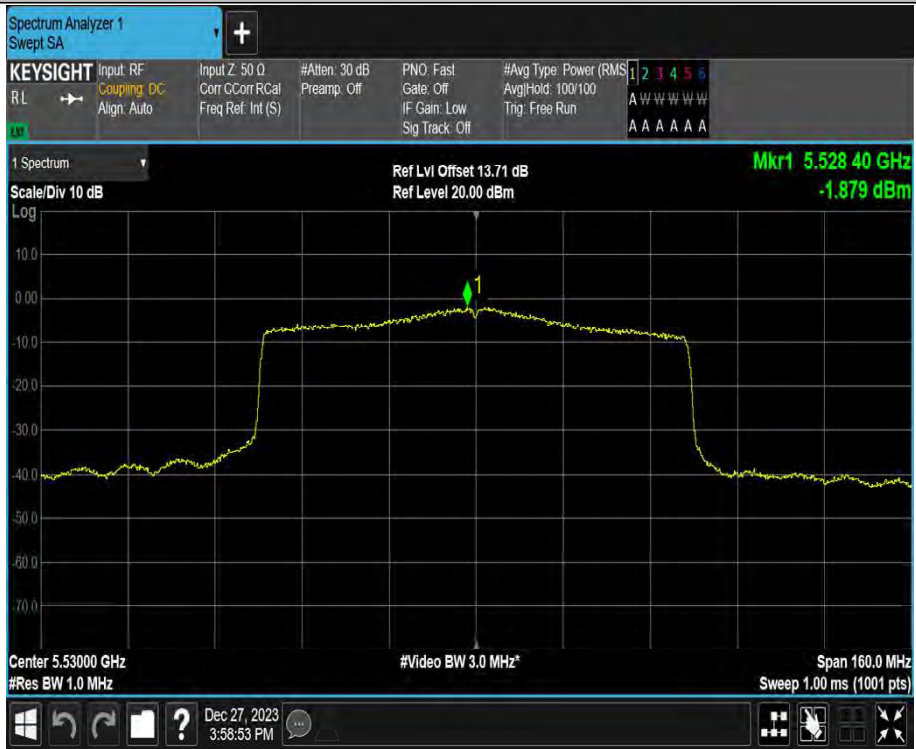 Spectrum Analyzer 1
Swept SA
+
KEYSIGHT
RL
Input: RF
Coupling: DC
Align: Auto
Input Z: 50 Ω
Corr CCorr RCal
Freq Ref: Int (S)
#Atten: 30 dB
Preamp: Off
PNO: Fast
Gate: Off
IF Gain: Low
Sig Track: Off
#Avg Type: Power (RMS
Avg|Hold: 100/100
Trig: Free Run
1 2 3 4 5 6
A W W W W W
A A A A A A
1 Spectrum
Scale/Div 10 dB
Log
Ref Lvl Offset 13.71 dB
Ref Level 20.00 dBm
Mkr1 5.528 40 GHz
-1.879 dBm
10.0
0.00
1
-10.0
-20.0
-30.0
-40.0
-50.0
-60.0
-70.0
Center 5.53000 GHz
#Res BW 1.0 MHz
#Video BW 3.0 MHz*
Span 160.0 MHz
Sweep 1.00 ms (1001 pts)
?
Dec 27, 2023
3:58:53 PM